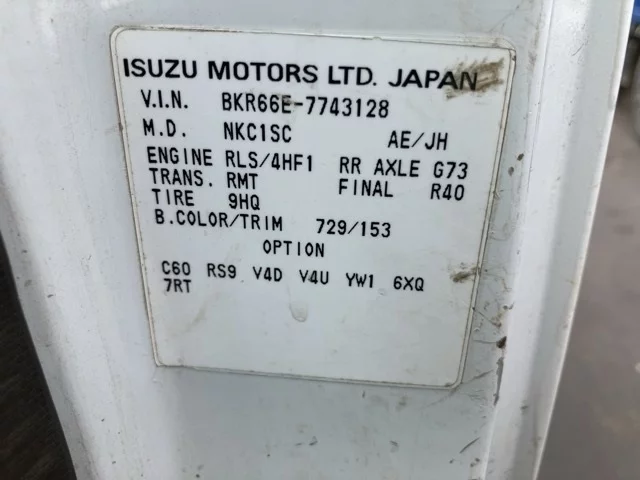 ISUZU MOTORS LTD. JAPAN
V.I.N. BKR66E-7743128
M.D. NKC1SC AE/JH
ENGINE RLS/4HF1 RR AXLE G73
TRANS. RMT FINAL R40
TIRE 9HQ
B.COLOR/TRIM 729/153
OPTION
C60 RS9 V4D V4U YW1 6XQ
7RT